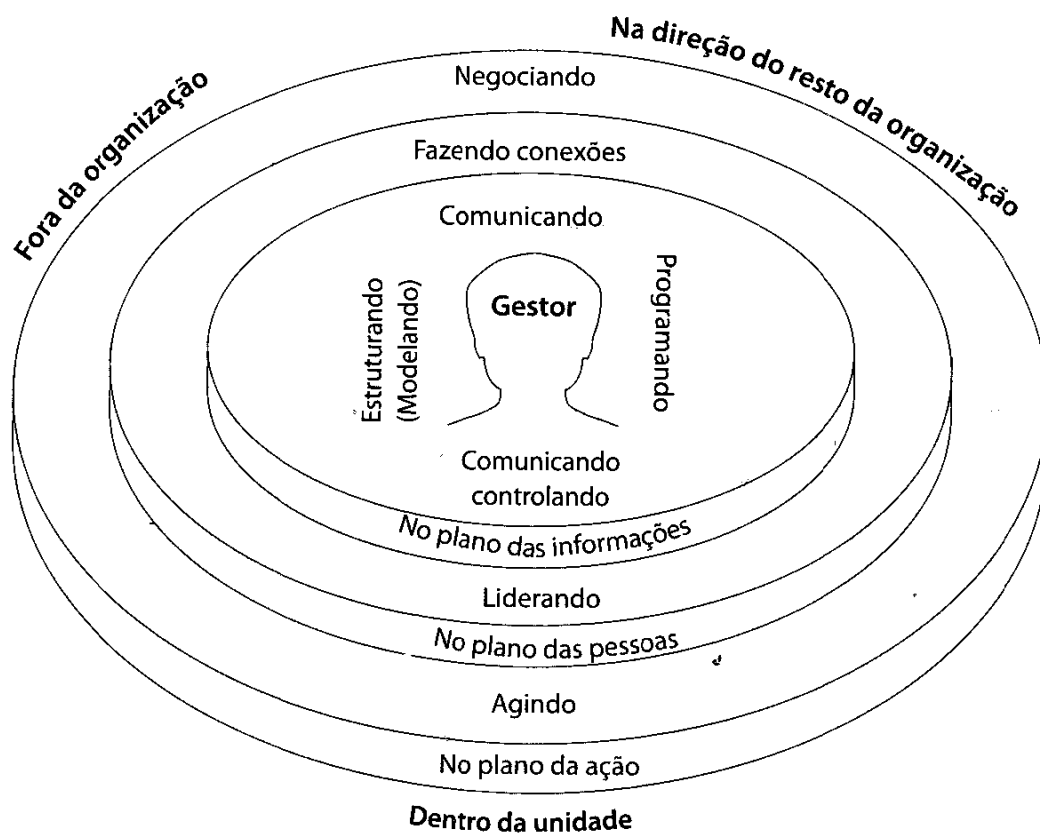 Na direção do resto da organização
Fora da organização
Negociando
Fazendo conexões
Comunicando
Gestor
Estruturando
(Modelando)
Programando
Comunicando
controlando
No plano das informações
Liderando
No plano das pessoas
Agindo
No plano da ação
Dentro da unidade